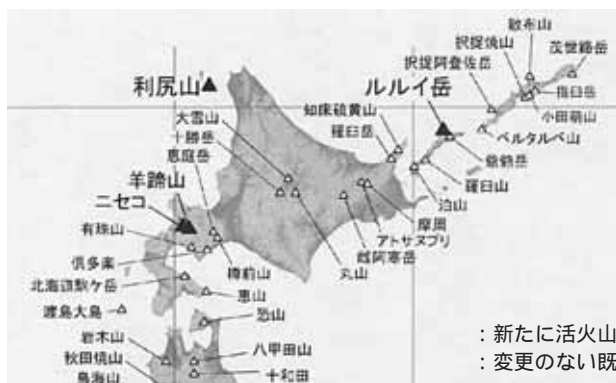 散布山
択捉焼山
茂世路岳
択捉阿登佐岳
指臼岳
利尻山
ルルイ岳
小田萌山
知床硫黄山
ベルタルベ山
大雪山
羅臼岳
十勝岳
爺爺岳
恵庭岳
羅臼山
羊蹄山
泊山
ニセコ
摩周
有珠山
アトサヌプリ
倶多楽
雌阿寒岳
丸山
樽前山
北海道駒ケ岳
恵山
渡島大島
恐山
岩木山
八甲田山
秋田焼山
十和田
鳥海山
：新たに活火山
：変更のない既